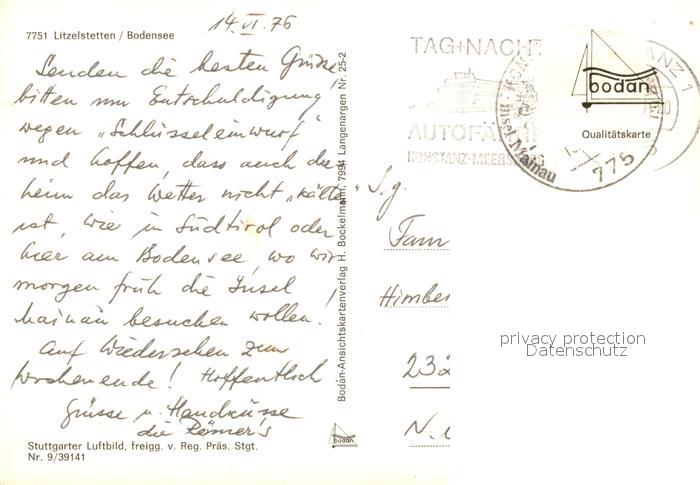 14.VI.76
7751 Litzelstetten / Bodensee
Senden die besten Grüsse,
bitten um Entschuldigung
wegen "Schlüsseleinwurf"
und hoffen, dass auch da-
heim das Wetter nicht "kälter"
ist, wie in Südtirol oder
hier am Bodensee, wo wir
morgen früh die Insel
Mainau besuchen wollen!
Auf Wiedersehen zum
Wochenende! Hoffentlich
Grüsse u. Handküsse
die Römer's
Stuttgarter Luftbild, freigg. v. Reg. Präs. Stgt.
Nr. 9/39141
Bodan-Ansichtskartenverlag H. Bockelmann, 7994 Langenargen Nr. 25-2
bodan
TAG+NACHT
AUTOFÄHRE
KONSTANZ-MEERS
ANZ 1
Insel Mainau
775
bodan
Qualitätskarte
S.g.
Fam
Himbe
232
N.
privacy protection
Datenschutz